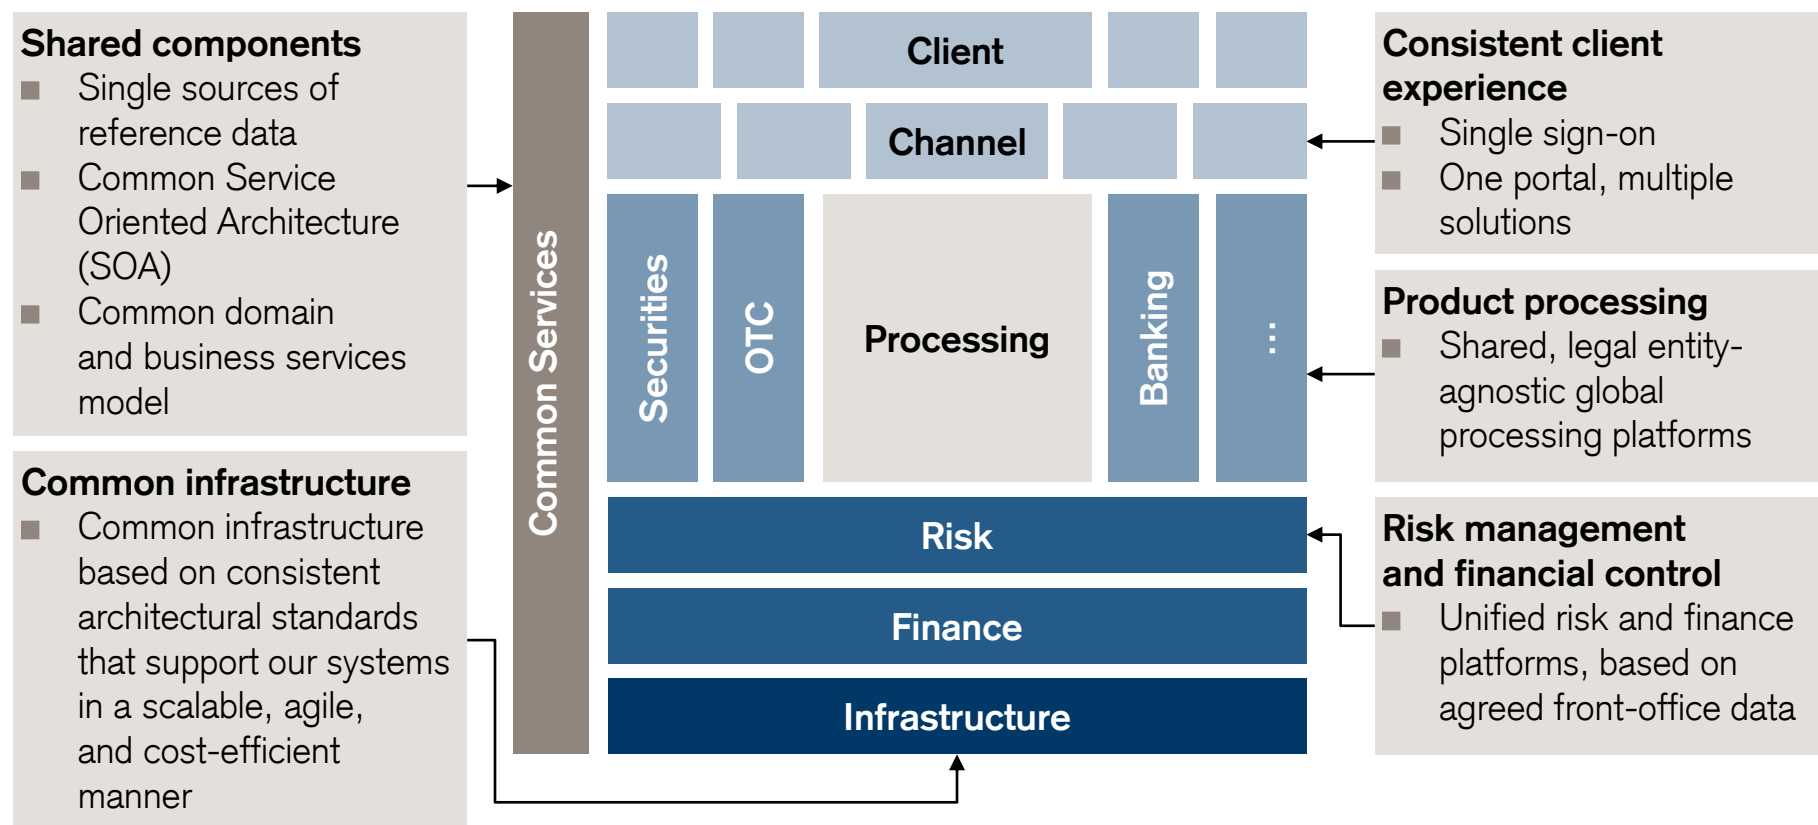 Shared components
Single sources of
reference data
Common Service
Oriented Architecture
(SOA)
Common domain
and business services
model
Common infrastructure
Common infrastructure
based on consistent
architectural standards
that support our systems
in a scalable, agile,
and cost-efficient
manner
Common Services
Client
Channel
Securities
OTC
Processing
Banking
...
Risk
Finance
Infrastructure
Consistent client
experience
Single sign-on
One portal, multiple
solutions
Product processing
Shared, legal entity-
agnostic global
processing platforms
Risk management
and financial control
Unified risk and finance
platforms, based on
agreed front-office data